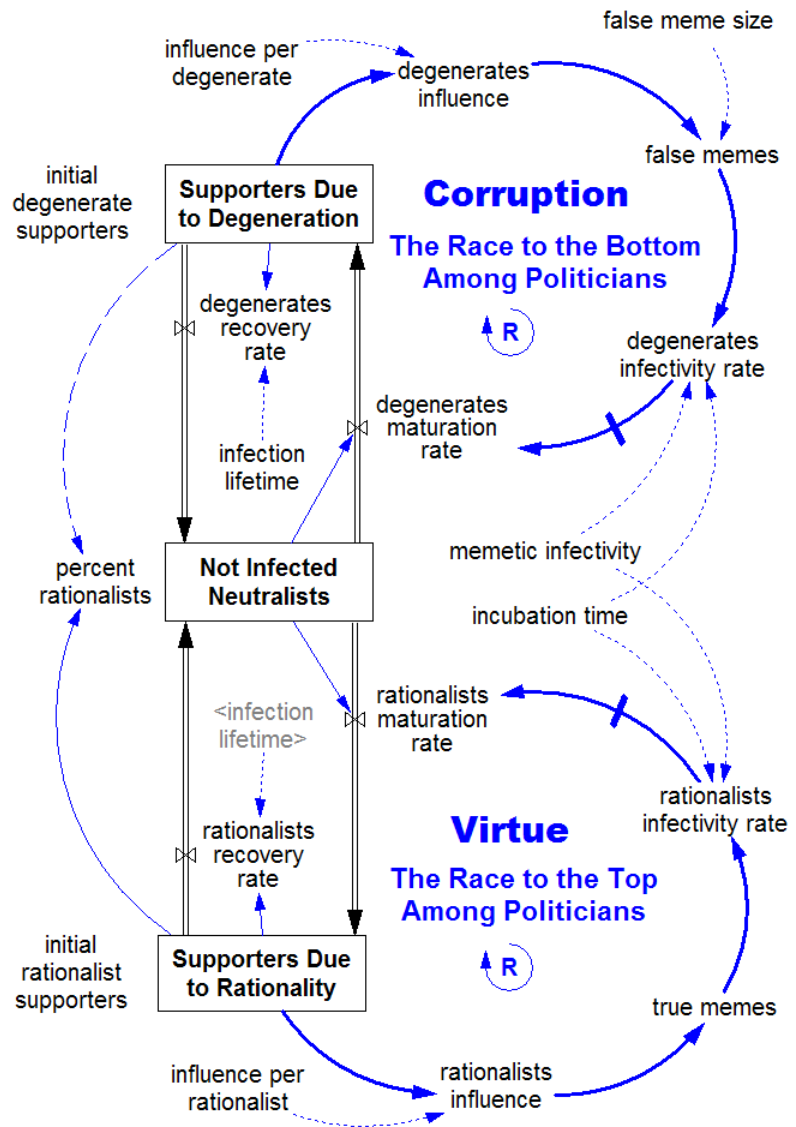 false meme size
influence per
degenerate
degenerates
influence
false memes
initial
degenerate
supporters
Supporters Due
to Degeneration
Corruption
The Race to the Bottom
Among Politicians
R
degenerates
recovery
rate
degenerates
infectivity rate
degenerates
maturation
rate
infection
lifetime
memetic infectivity
percent
rationalists
Not Infected
Neutralists
incubation time
rationalists
maturation
rate
<infection
lifetime>
rationalists
infectivity rate
rationalists
recovery
rate
Virtue
The Race to the Top
Among Politicians
R
initial
rationalist
supporters
Supporters Due
to Rationality
true memes
influence per
rationalist
rationalists
influence